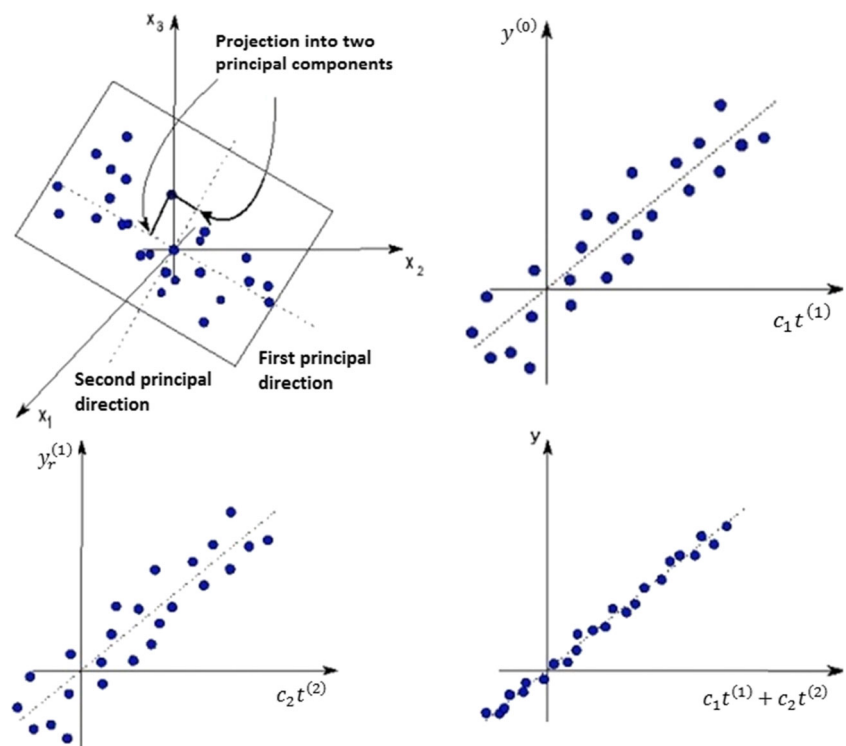 x₃
Projection into two
principal components
x₂
First principal
direction
Second principal
direction
x₁
y⁽⁰⁾
c₁t⁽¹⁾
yᵣ⁽¹⁾
c₂t⁽²⁾
y
c₁t⁽¹⁾ + c₂t⁽²⁾